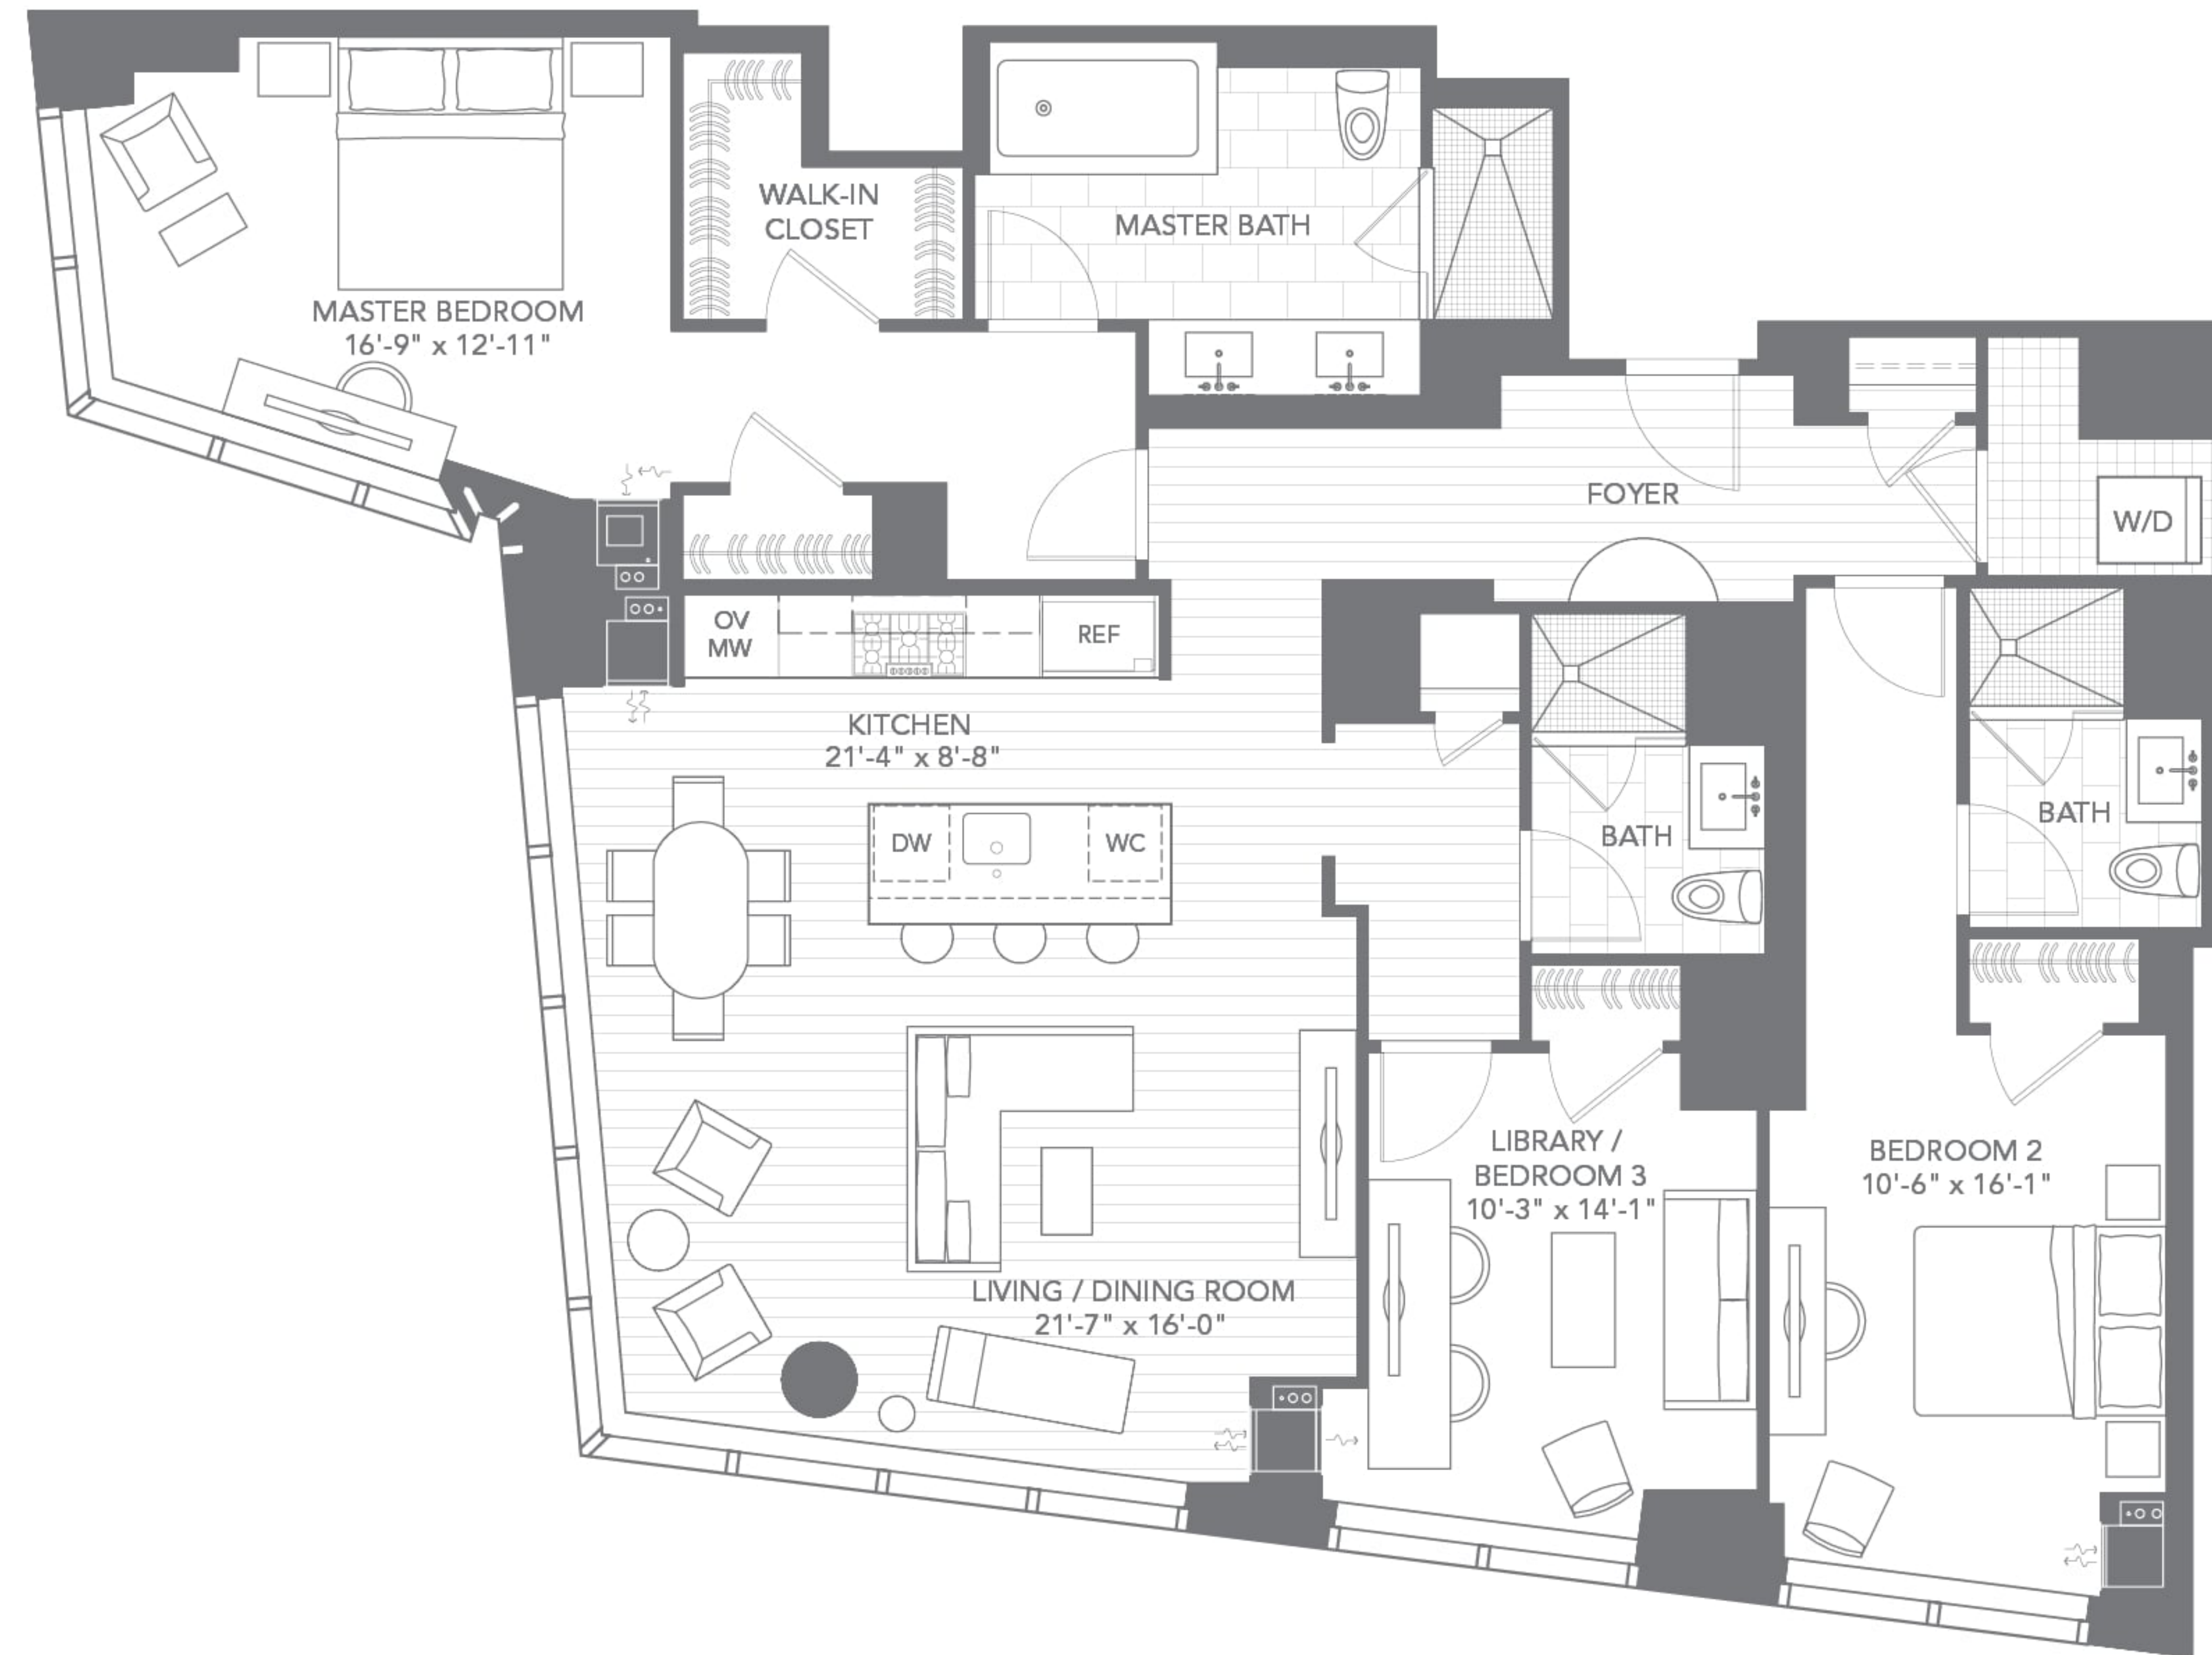 WALK-IN
CLOSET
MASTER BATH
MASTER BEDROOM
16'-9" x 12'-11"
FOYER
W/D
OV
MW
REF
KITCHEN
21'-4" x 8'-8"
DW
WC
BATH
BATH
LIBRARY /
BEDROOM 3
10'-3" x 14'-1"
BEDROOM 2
10'-6" x 16'-1"
LIVING / DINING ROOM
21'-7" x 16'-0"